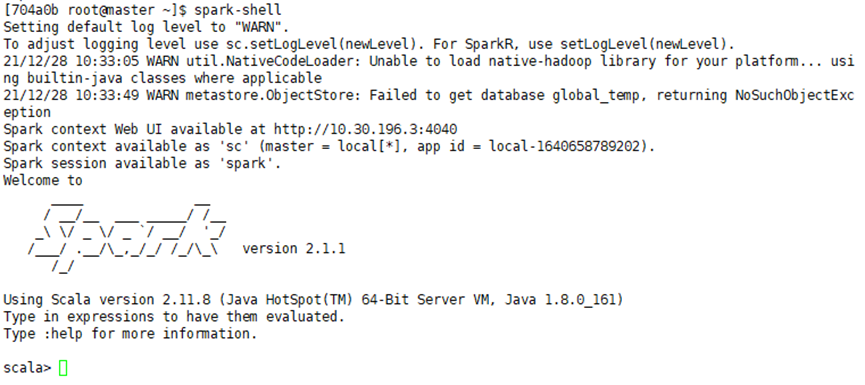 [704a0b root@master ~]$ spark-shell
Setting default log level to "WARN".
To adjust logging level use sc.setLogLevel(newLevel). For SparkR, use setLogLevel(newLevel).
21/12/28 10:33:05 WARN util.NativeCodeLoader: Unable to load native-hadoop library for your platform... usi
ng builtin-java classes where applicable
21/12/28 10:33:49 WARN metastore.ObjectStore: Failed to get database global_temp, returning NoSuchObjectExc
eption
Spark context Web UI available at http://10.30.196.3:4040
Spark context available as 'sc' (master = local[*], app id = local-1640658789202).
Spark session available as 'spark'.
Welcome to
      ____              __
     / __/__  ___ _____/ /__
    _\ \/ _ \/ _ `/ __/  '_/
   /___/ .__/\_,_/_/ /_/\_\   version 2.1.1
      /_/
Using Scala version 2.11.8 (Java HotSpot(TM) 64-Bit Server VM, Java 1.8.0_161)
Type in expressions to have them evaluated.
Type :help for more information.
scala>